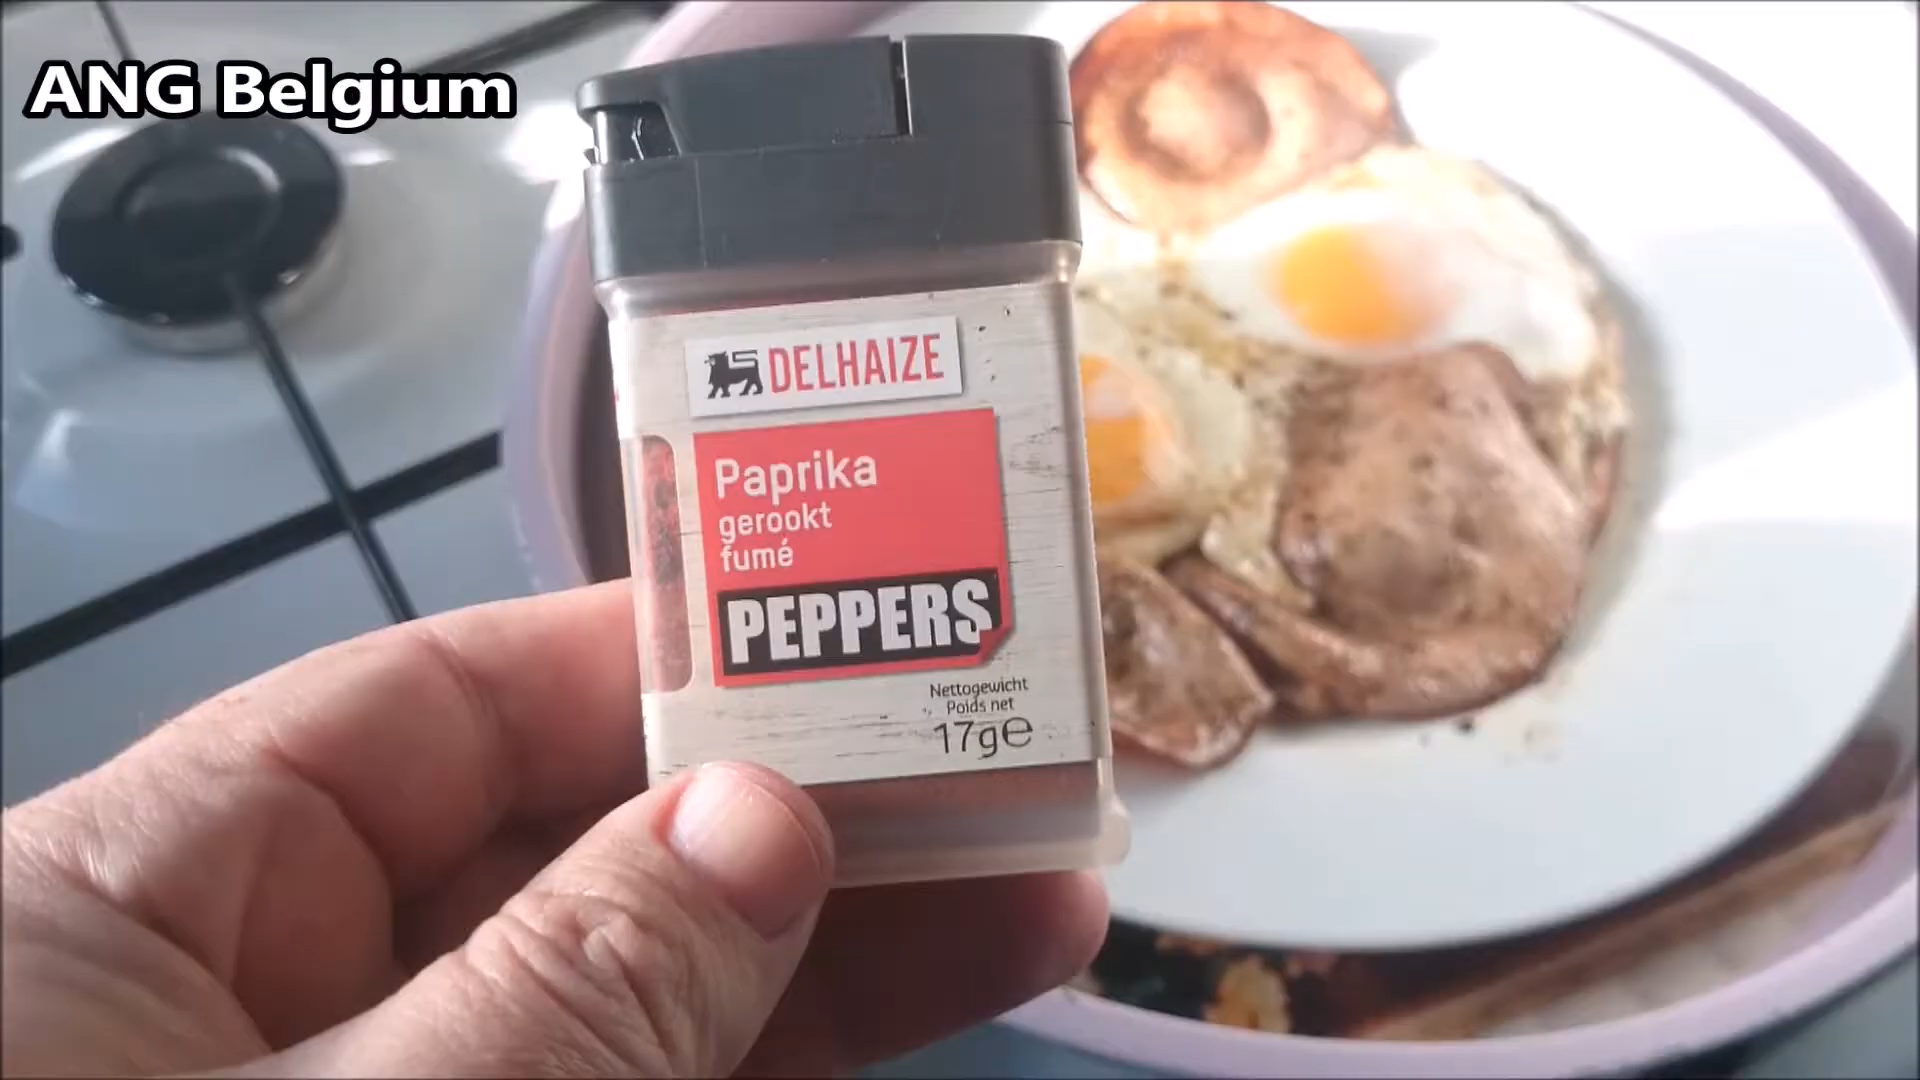 ANG Belgium
DELHAIZE
Paprika
gerookt
fumé
PEPPERS
Nettogewicht
Poids net
17g℮